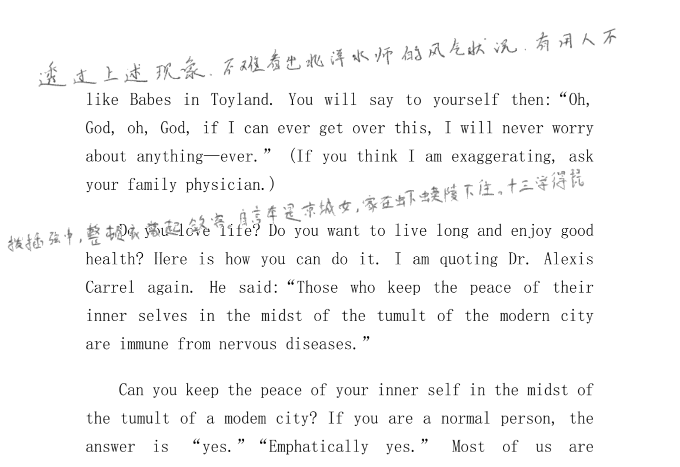 透过上述现象,不难看出北洋水师的风气状况,有用人不
like Babes in Toyland. You will say to yourself then:“Oh,
God, oh, God, if I can ever get over this, I will never worry
about anything—ever.” (If you think I am exaggerating, ask
your family physician.)
拨插弦中,整顿衣裳起敛容。自言本是京城女,家在虾蟆陵下住。十三学得琵
Do you love life? Do you want to live long and enjoy good
health? Here is how you can do it. I am quoting Dr. Alexis
Carrel again. He said:“Those who keep the peace of their
inner selves in the midst of the tumult of the modern city
are immune from nervous diseases.”
Can you keep the peace of your inner self in the midst of
the tumult of a modem city? If you are a normal person, the
answer is “yes.”“Emphatically yes.” Most of us are